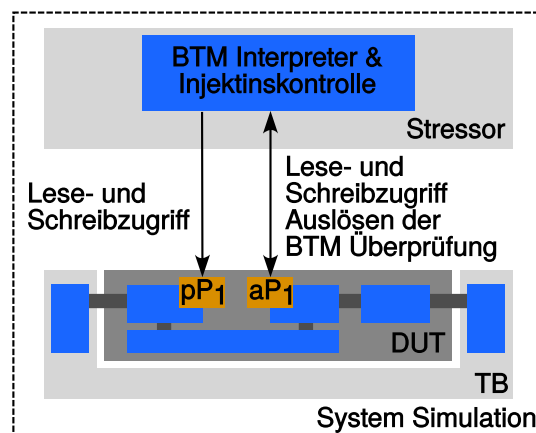 BTM Interpreter &
Injektinskontrolle
Stressor
Lese- und
Schreibzugriff
Lese- und
Schreibzugriff
Auslösen der
BTM Überprüfung
pP1
aP1
DUT
TB
System Simulation